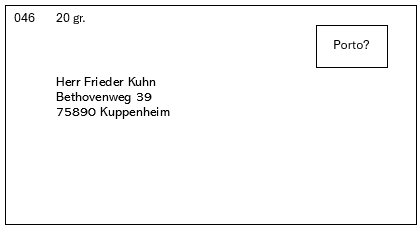 046 20 gr.
Porto?
Herr Frieder Kuhn
Bethovenweg 39
75890 Kuppenheim